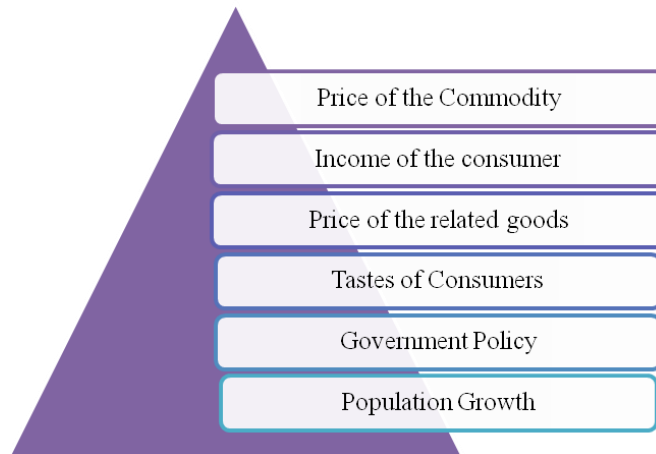 Price of the Commodity
Income of the consumer
Price of the related goods
Tastes of Consumers
Government Policy
Population Growth